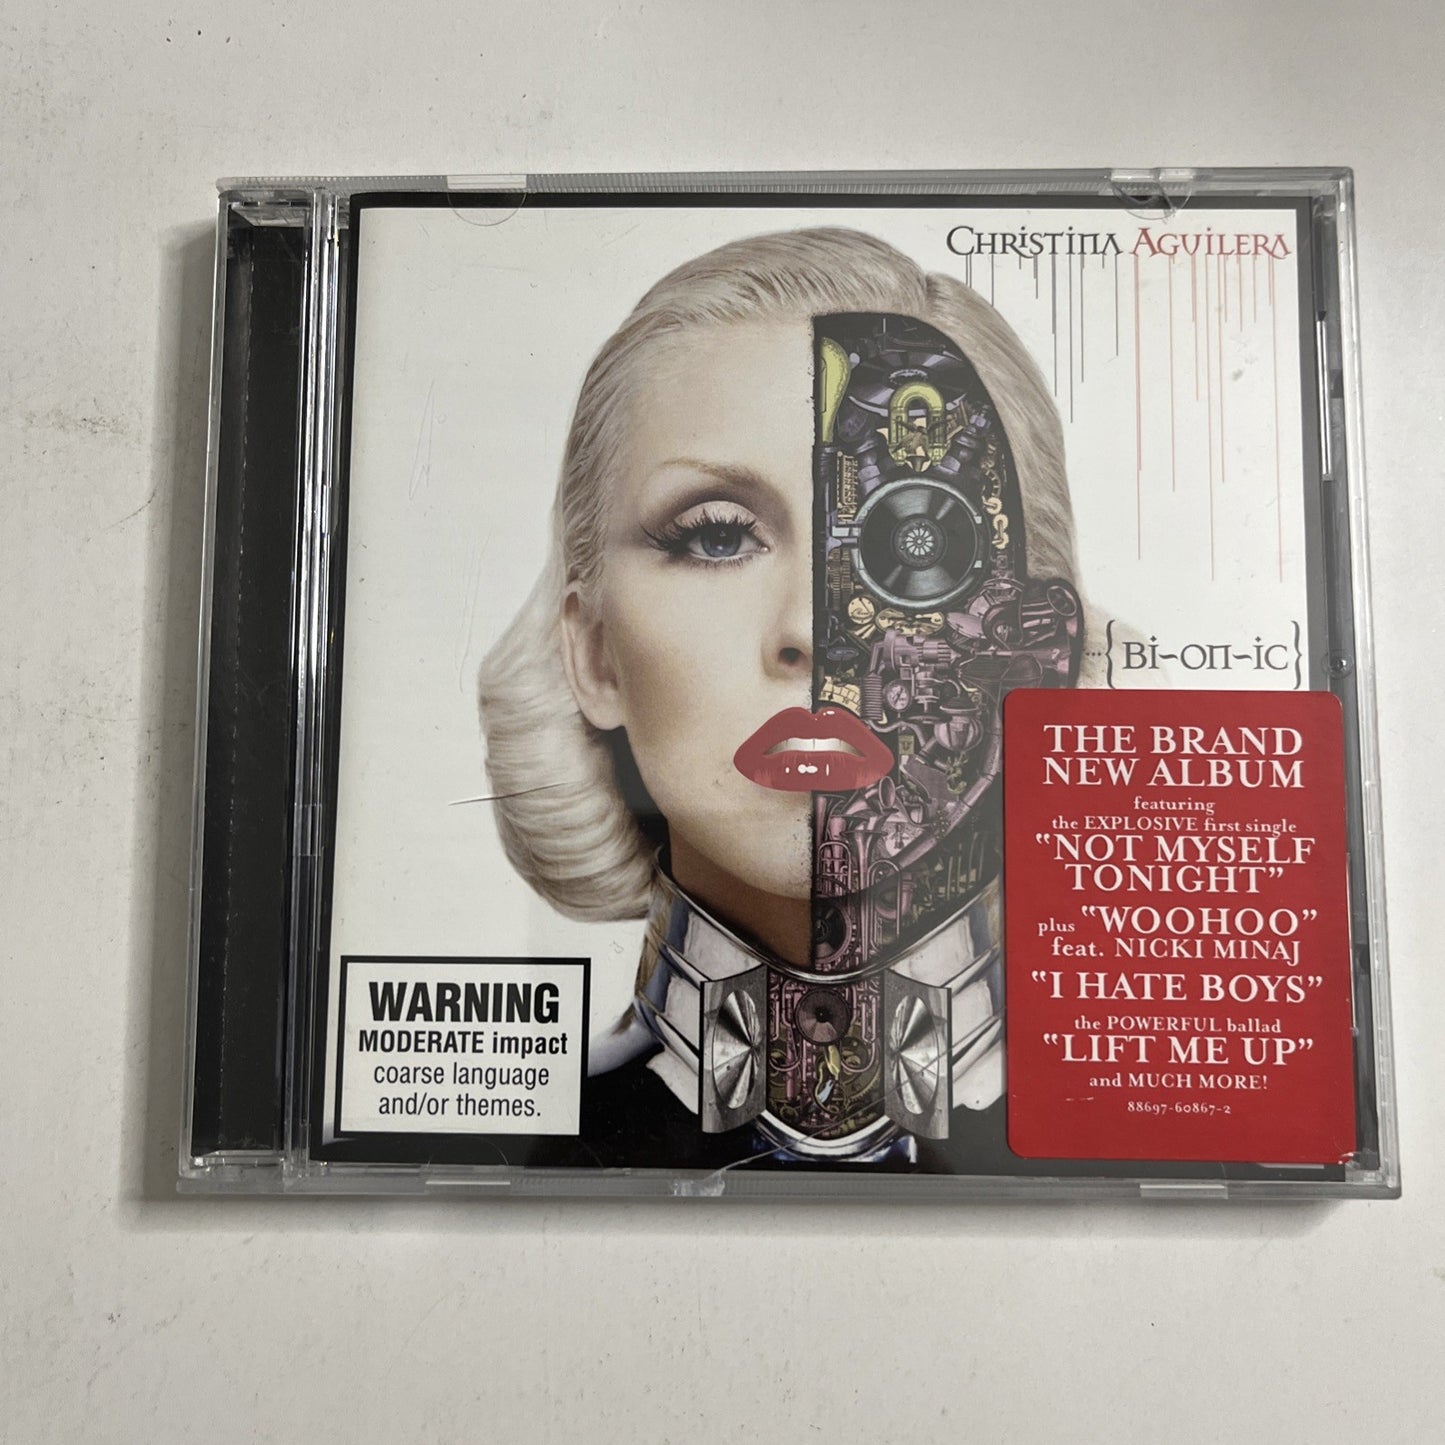 Christina Aguilera
...{Bi~on~ic}
THE BRAND
NEW ALBUM
featuring
the EXPLOSIVE first single
“NOT MYSELF
TONIGHT”
plus “WOOHOO”
feat. NICKI MINAJ
“I HATE BOYS”
the POWERFUL ballad
“LIFT ME UP”
and MUCH MORE!
88697-60867-2
WARNING
MODERATE impact
coarse language
and/or themes.